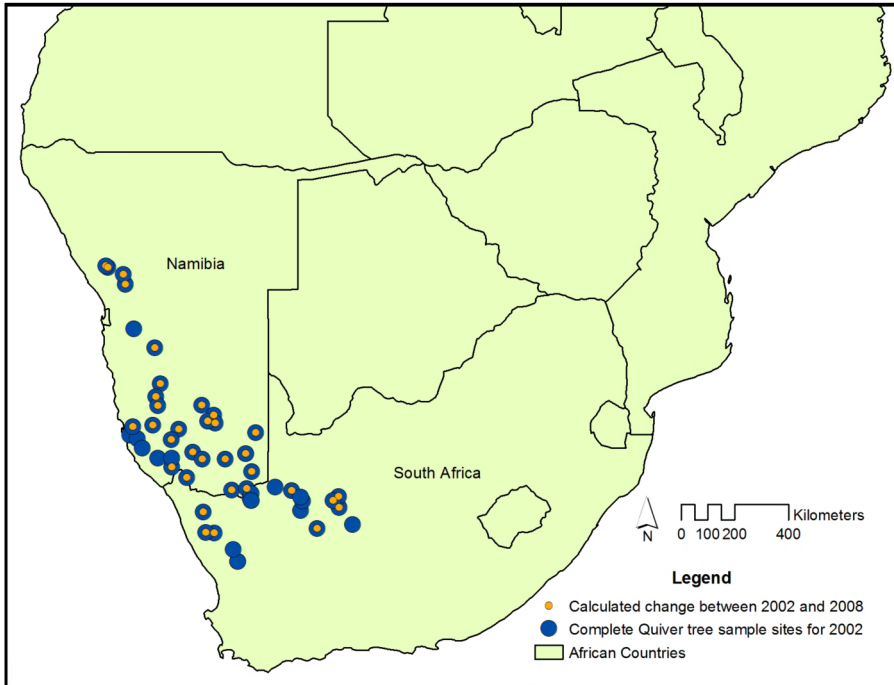 Namibia
South Africa
N
Kilometers
0 100 200 400
Legend
Calculated change between 2002 and 2008
Complete Quiver tree sample sites for 2002
African Countries